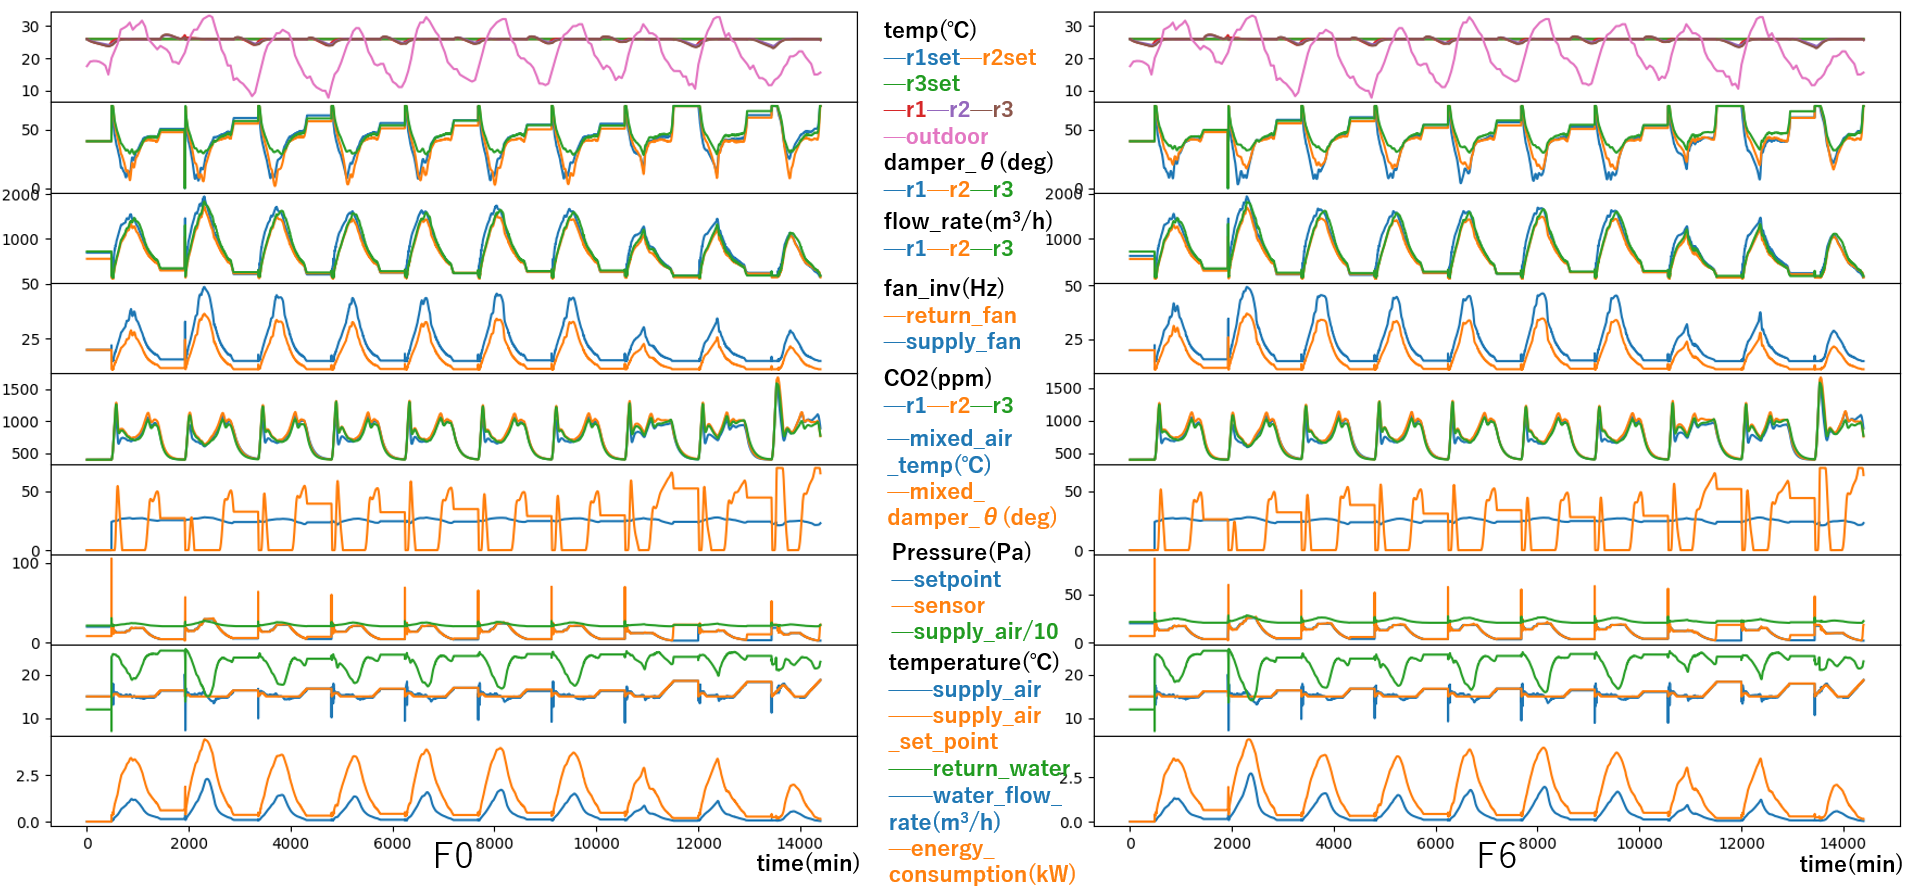 30
20
10
50
0
2000
1000
50
25
1500
1000
500
50
0
100
0
20
10
2.5
0.0
0 2000 4000 6000 8000 10000 12000 14000
F0
time(min)
temp(℃)
—r1set—r2set
—r3set
—r1—r2—r3
—outdoor
damper_θ(deg)
—r1—r2—r3
flow_rate(m³/h)
—r1—r2—r3
fan_inv(Hz)
—return_fan
—supply_fan
CO2(ppm)
—r1—r2—r3
—mixed_air
_temp(℃)
—mixed_
damper_θ(deg)
Pressure(Pa)
—setpoint
—sensor
—supply_air/10
temperature(℃)
——supply_air
——supply_air
_set_point
——return_water
——water_flow_
rate(m³/h)
—energy_
consumption(kW)
30
20
10
50
0
2000
1000
50
25
1500
1000
500
50
0
50
0
20
10
2.5
0.0
0 2000 4000 6000 8000 10000 12000 14000
F6
time(min)